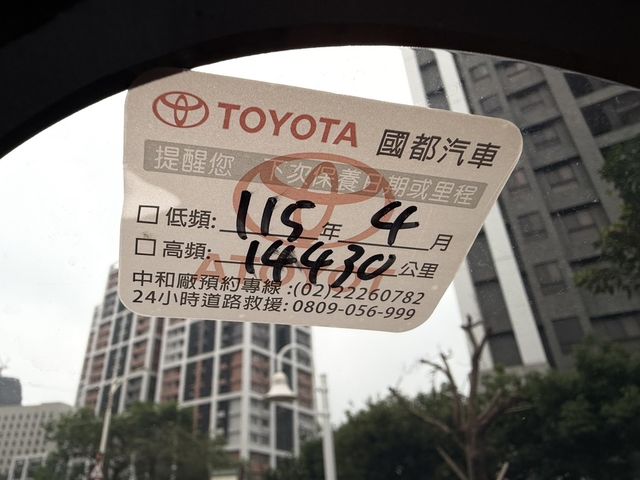 TOYOTA 國都汽車
提醒您 下次保養日期或里程
☐ 低頻: 115 年 4 月
☐ 高頻: 14430 公里
中和廠預約專線:(02)22260782
24小時道路救援: 0809-056-999